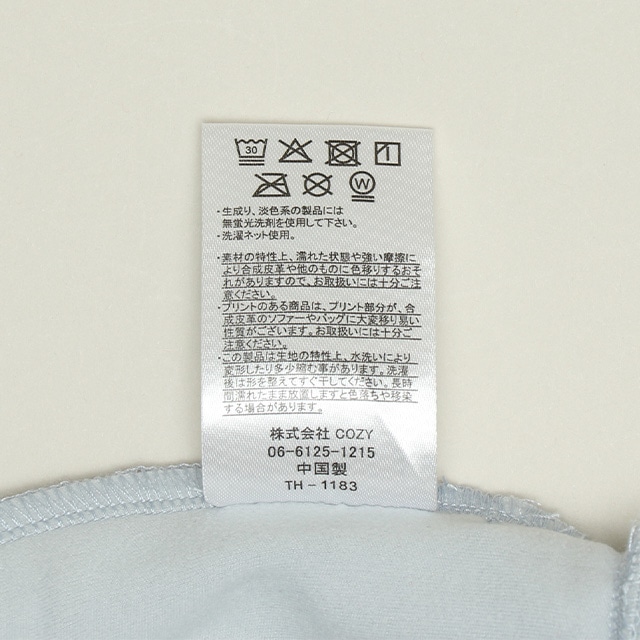 30
W
・生成り、淡色系の製品には
無蛍光洗剤を使用して下さい。
・洗濯ネット使用。
・素材の特性上、濡れた状態や強い摩擦に
より合成皮革や他のものに色移りするおそ
れがありますので、お取扱いには十分ご注
意ください。
・プリントのある商品は、プリント部分が、合
成皮革のソファーやバッグに大変移り易い
性質がございます。お取扱いには十分ご
注意ください。
・この製品は生地の特性上、水洗いにより
変形したり多少縮む事があります。洗濯
後は形を整えてすぐ干してください。長時
間濡れたまま放置しますと色落ちや移染
する場合があります。
株式会社 COZY
06-6125-1215
中国製
TH-1183